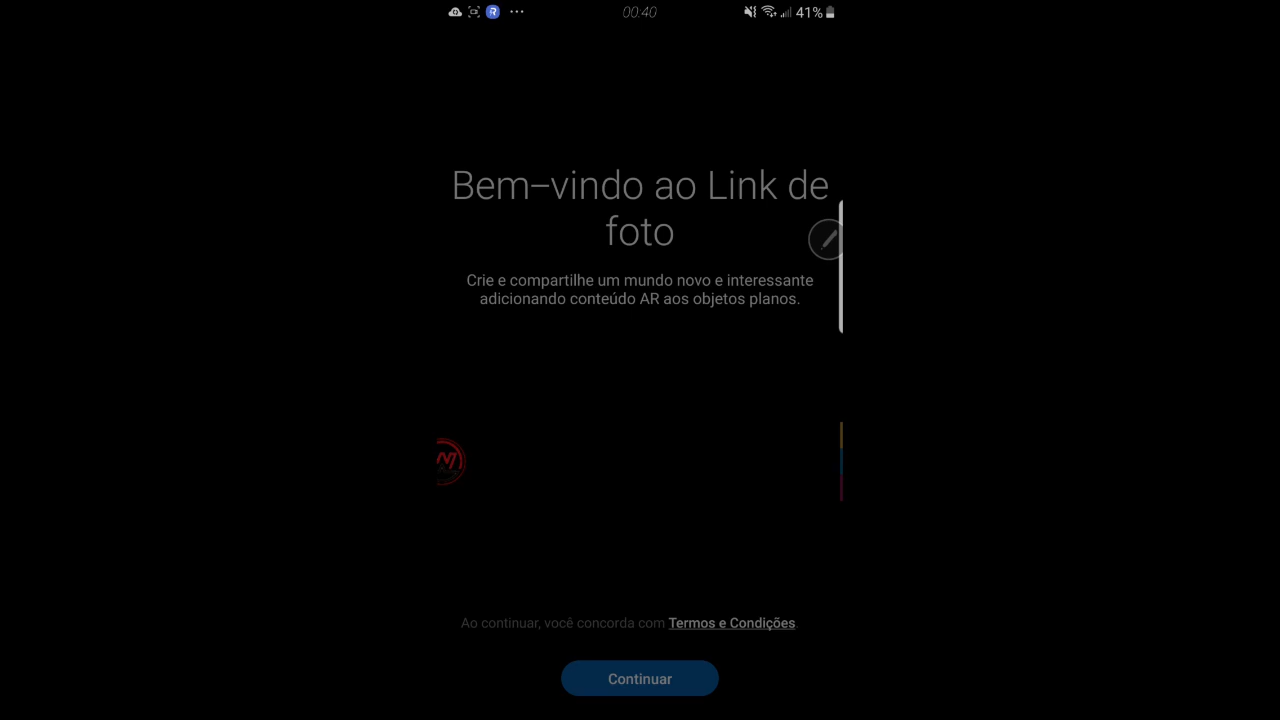 00:40
41%
Bem-vindo ao Link de
foto
Crie e compartilhe um mundo novo e interessante
adicionando conteúdo AR aos objetos planos.
Ao continuar, você concorda com Termos e Condições.
Continuar